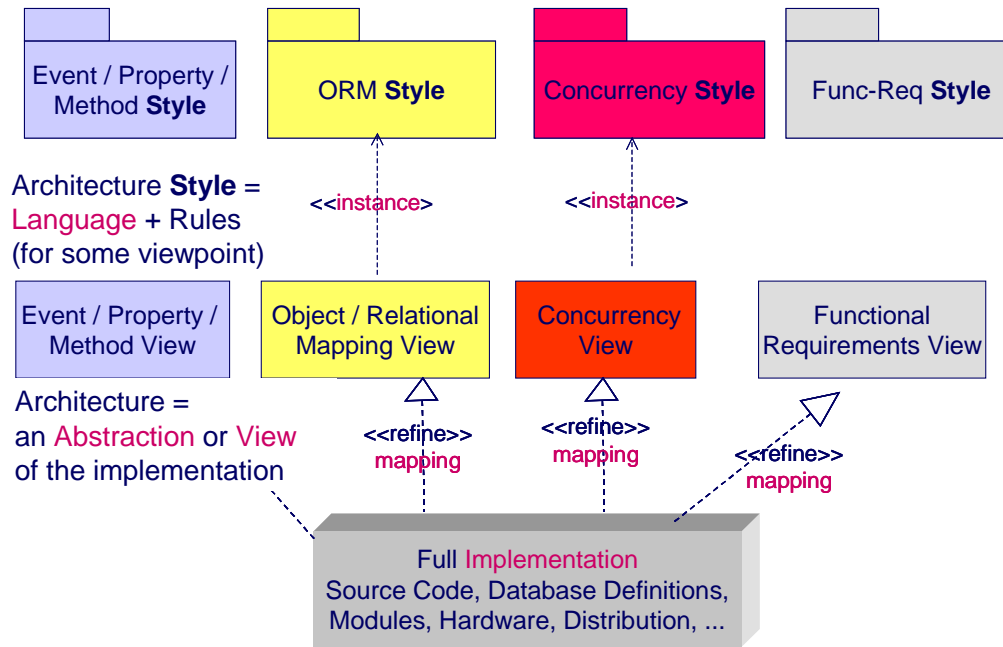 Event / Property /
Method Style
ORM Style
Concurrency Style
Func-Req Style
Architecture Style =
Language + Rules
(for some viewpoint)
<<instance>
<<instance>
Event / Property /
Method View
Object / Relational
Mapping View
Concurrency
View
Functional
Requirements View
Architecture =
an Abstraction or View
of the implementation
<<refine>>
mapping
<<refine>>
mapping
<<refine>>
mapping
Full Implementation
Source Code, Database Definitions,
Modules, Hardware, Distribution, ...